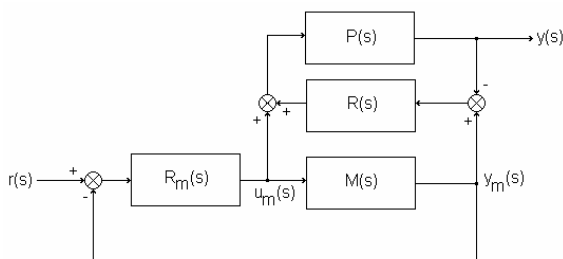 P(s)
y(s)
-
R(s)
+
+
+
+
r(s)
R_m(s)
M(s)
y_m(s)
-
u_m(s)